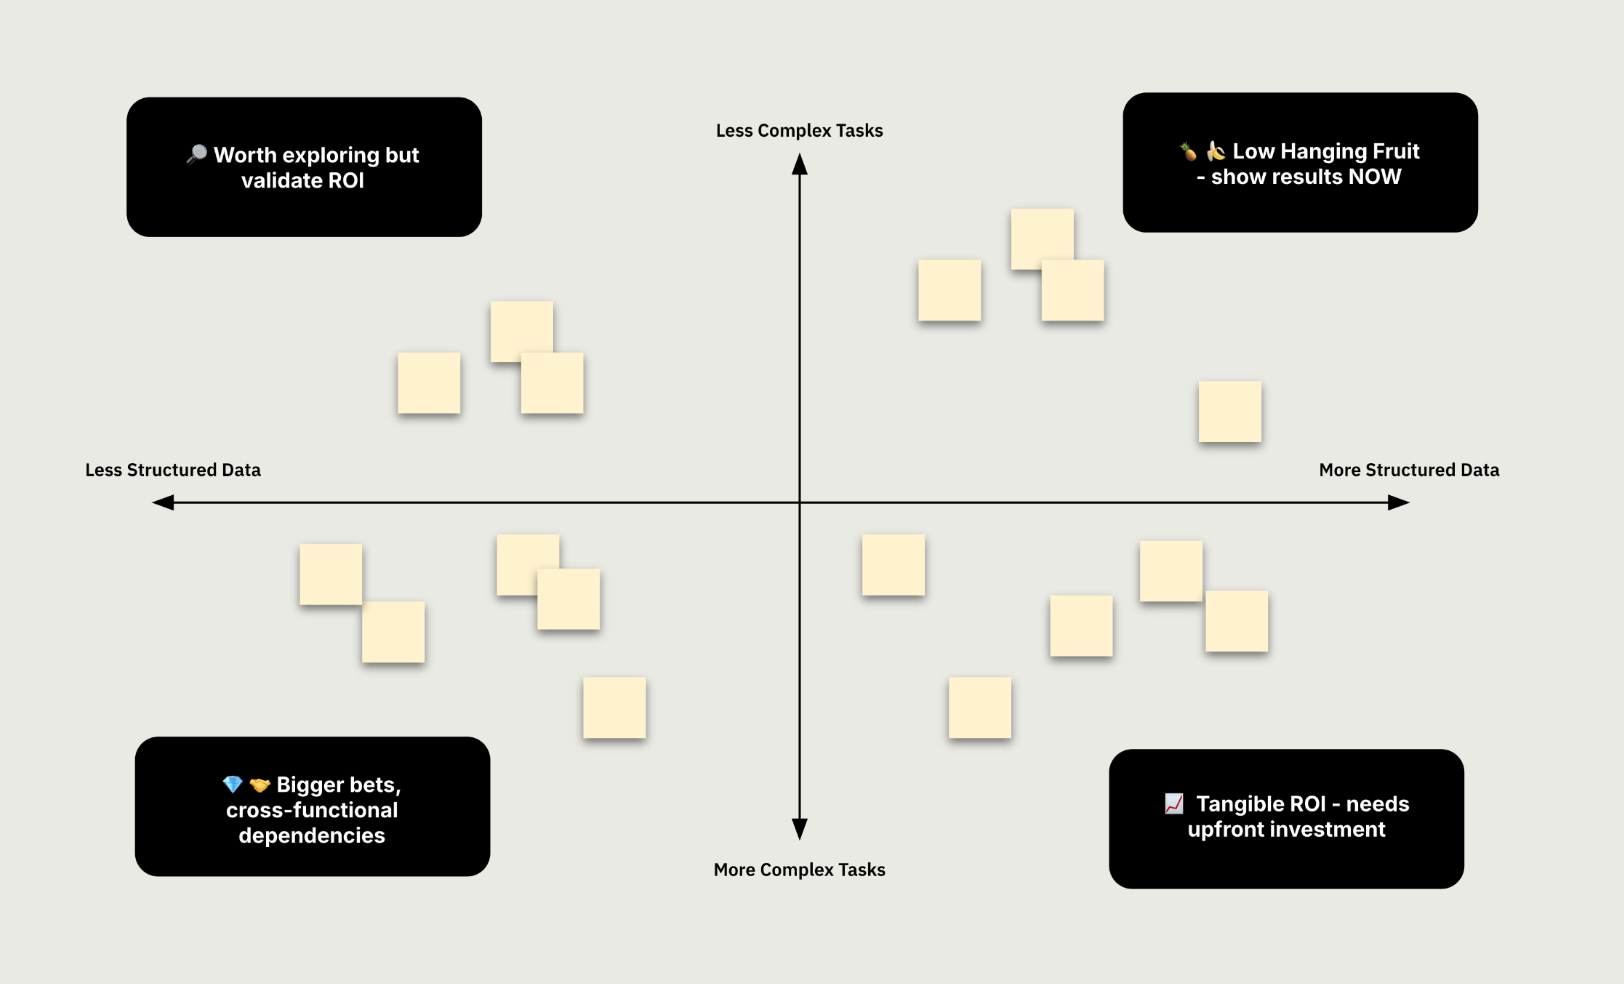 Less Complex Tasks
🔎 Worth exploring but
validate ROI
🍍 🍌 Low Hanging Fruit
- show results NOW
Less Structured Data
More Structured Data
💎 🤝 Bigger bets,
cross-functional
dependencies
📈 Tangible ROI - needs
upfront investment
More Complex Tasks